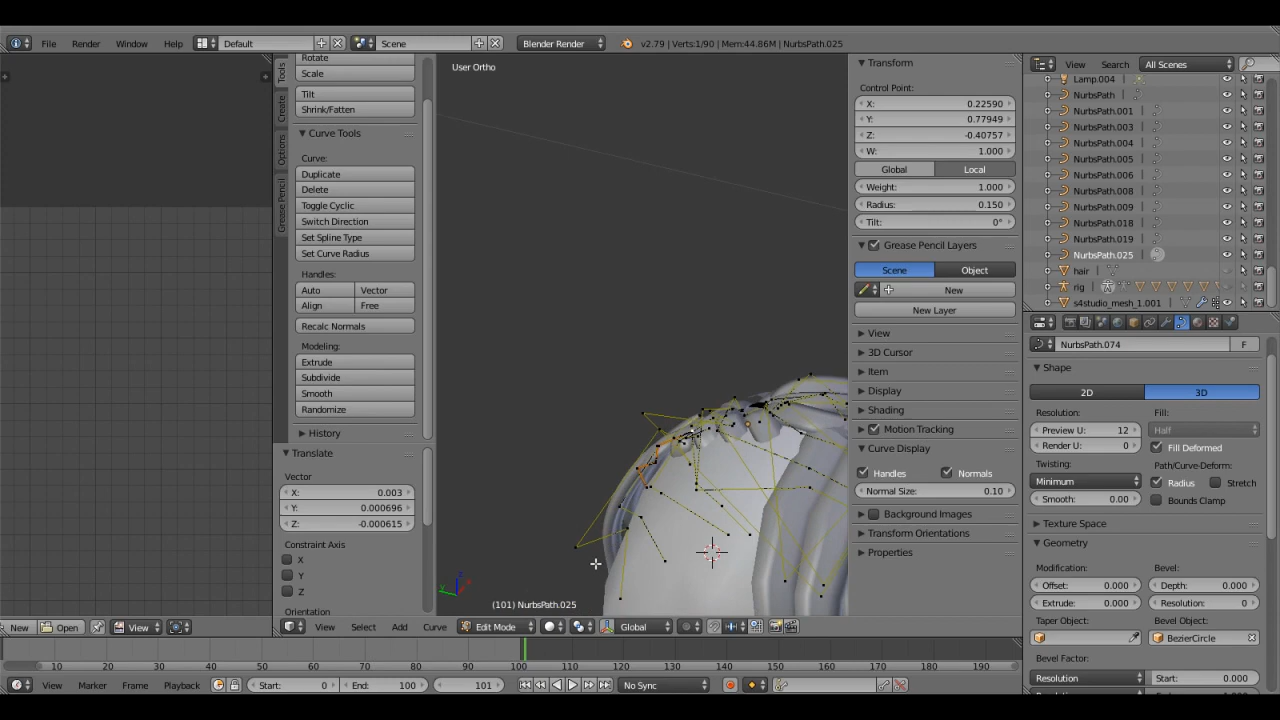 File Render Window Help Default Scene Blender Render v2.79 | Verts:1/90 | Mem:44.86M | NurbsPath.025
Rotate
Scale
Tilt
Shrink/Fatten
Curve Tools
Curve:
Duplicate
Delete
Toggle Cyclic
Switch Direction
Set Spline Type
Set Curve Radius
Handles:
Auto Vector
Align Free
Recalc Normals
Modeling:
Extrude
Subdivide
Smooth
Randomize
History
Translate
Vector
X: 0.003
Y: 0.000696
Z: -0.000615
Constraint Axis
X
Y
Z
Orientation
Tools
Create
Options
Grease Pencil
User Ortho
(101) NurbsPath.025
Transform
Control Point:
X: 0.22590
Y: 0.77949
Z: -0.40757
W: 1.000
Global Local
Weight: 1.000
Radius: 0.150
Tilt: 0°
Grease Pencil Layers
Scene Object
New
New Layer
View
3D Cursor
Item
Display
Shading
Motion Tracking
Curve Display
Handles Normals
Normal Size: 0.10
Background Images
Transform Orientations
Properties
View Search All Scenes
Lamp.004
NurbsPath
NurbsPath.001
NurbsPath.003
NurbsPath.004
NurbsPath.005
NurbsPath.006
NurbsPath.008
NurbsPath.009
NurbsPath.018
NurbsPath.019
NurbsPath.025
hair
rig
s4studio_mesh_1.001
NurbsPath.074 F
Shape
2D 3D
Resolution: Fill:
Preview U: 12 Half
Render U: 0 Fill Deformed
Twisting: Path/Curve-Deform:
Minimum Radius Stretch
Smooth: 0.00 Bounds Clamp
Texture Space
Geometry
Modification: Bevel:
Offset: 0.000 Depth: 0.000
Extrude: 0.000 Resolution: 0
Taper Object: Bevel Object:
BezierCircle
Bevel Factor:
Resolution Start: 0.000
New Open View
View Select Add Curve Edit Mode Global
10 20 30 40 50 60 70 80 90 100 110 120 130 140 150 160 170 180 190
View Marker Frame Playback Start: 0 End: 100 101 No Sync